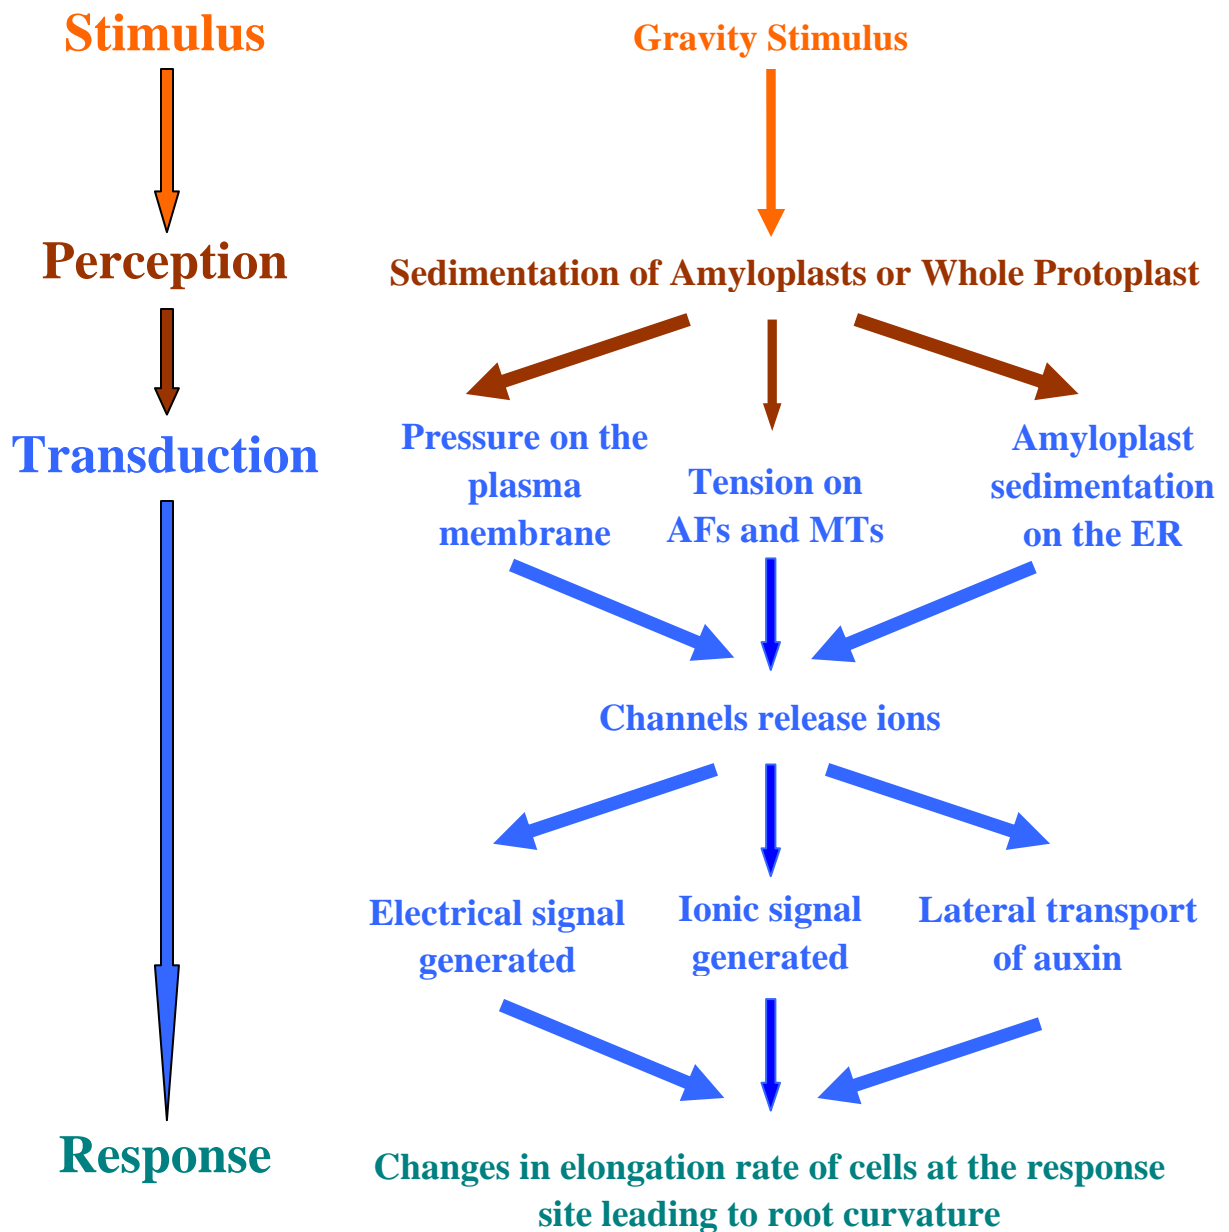 Stimulus
Gravity Stimulus
Perception
Sedimentation of Amyloplasts or Whole Protoplast
Transduction
Pressure on the
plasma
membrane
Tension on
AFs and MTs
Amyloplast
sedimentation
on the ER
Channels release ions
Electrical signal
generated
Ionic signal
generated
Lateral transport
of auxin
Response
Changes in elongation rate of cells at the response
site leading to root curvature